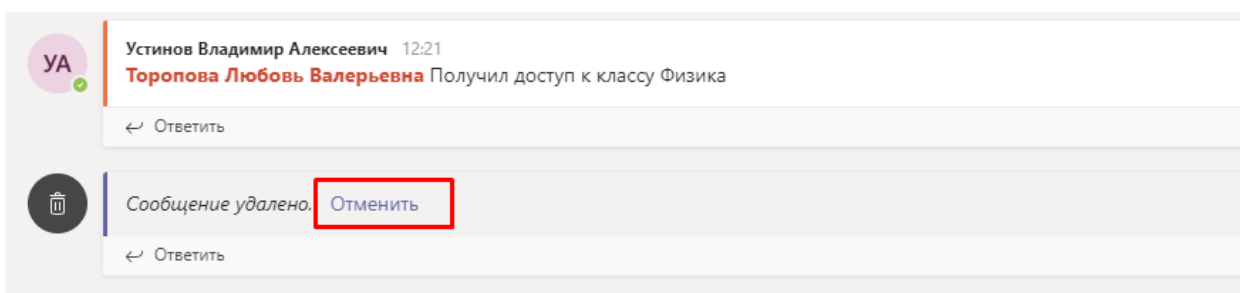 УА
Устинов Владимир Алексеевич 12:21
Торопова Любовь Валерьевна Получил доступ к классу Физика
Ответить
Сообщение удалено. Отменить
Ответить